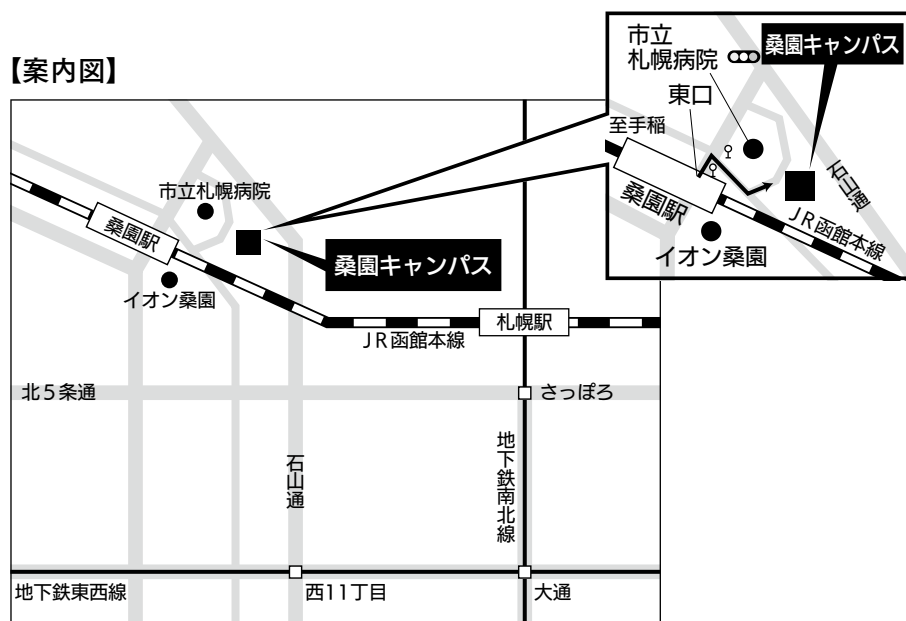 【案内図】
市立
札幌病院
桑園キャンパス
東口
至手稲
桑園駅
石山通
JR函館本線
イオン桑園
市立札幌病院
桑園駅
桑園キャンパス
イオン桑園
札幌駅
JR函館本線
北5条通
さっぽろ
石山通
地下鉄南北線
地下鉄東西線
西11丁目
大通